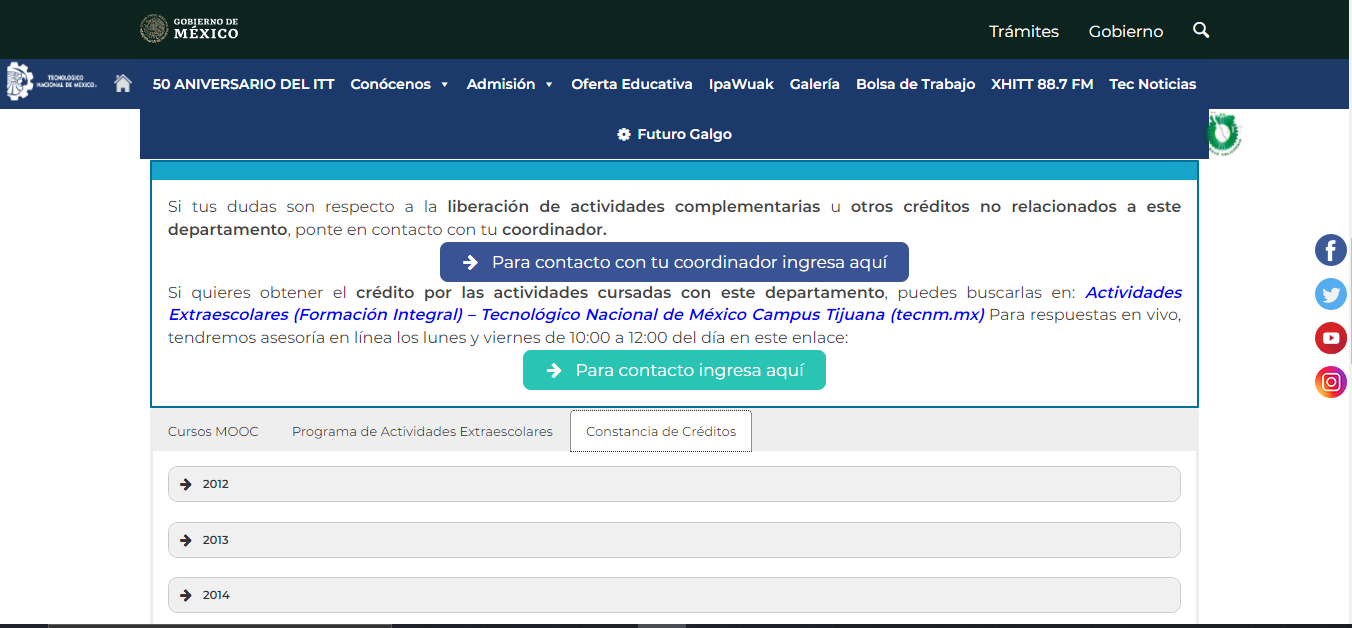 GOBIERNO DE
MÉXICO
Trámites Gobierno
TECNOLÓGICO
NACIONAL DE MÉXICO
50 ANIVERSARIO DEL ITT Conócenos Admisión Oferta Educativa IpaWuak Galería Bolsa de Trabajo XHITT 88.7 FM Tec Noticias
Futuro Galgo
Si tus dudas son respecto a la liberación de actividades complementarias u otros créditos no relacionados a este
departamento, ponte en contacto con tu coordinador.
Para contacto con tu coordinador ingresa aquí
Si quieres obtener el crédito por las actividades cursadas con este departamento, puedes buscarlas en: Actividades
Extraescolares (Formación Integral) – Tecnológico Nacional de México Campus Tijuana (tecnm.mx) Para respuestas en vivo,
tendremos asesoría en línea los lunes y viernes de 10:00 a 12:00 del día en este enlace:
Para contacto ingresa aquí
Cursos MOOC Programa de Actividades Extraescolares Constancia de Créditos
2012
2013
2014